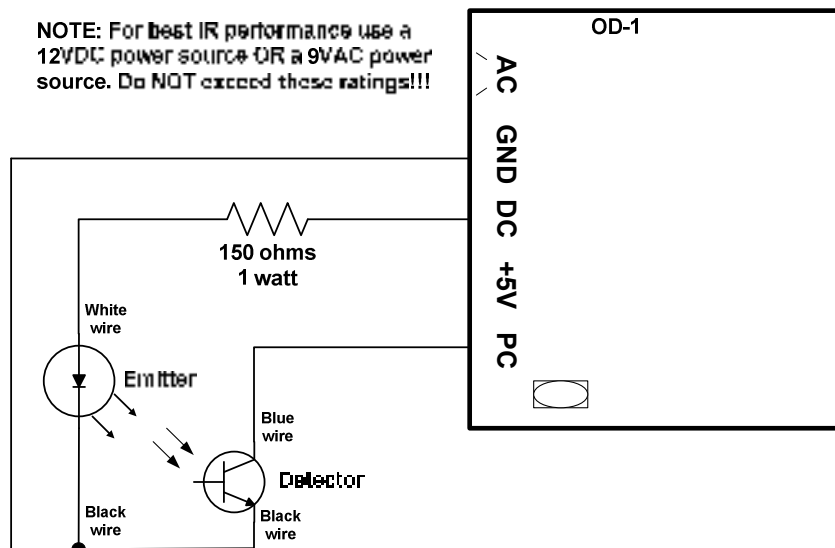 NOTE: For best IR performance use a
12VDC power source OR a 9VAC power
source. Do NOT exceed these ratings!!!
OD-1
AC
GND
DC
+5V
PC
150 ohms
1 watt
White
wire
Emitter
Blue
wire
Detector
Black
wire
Black
wire